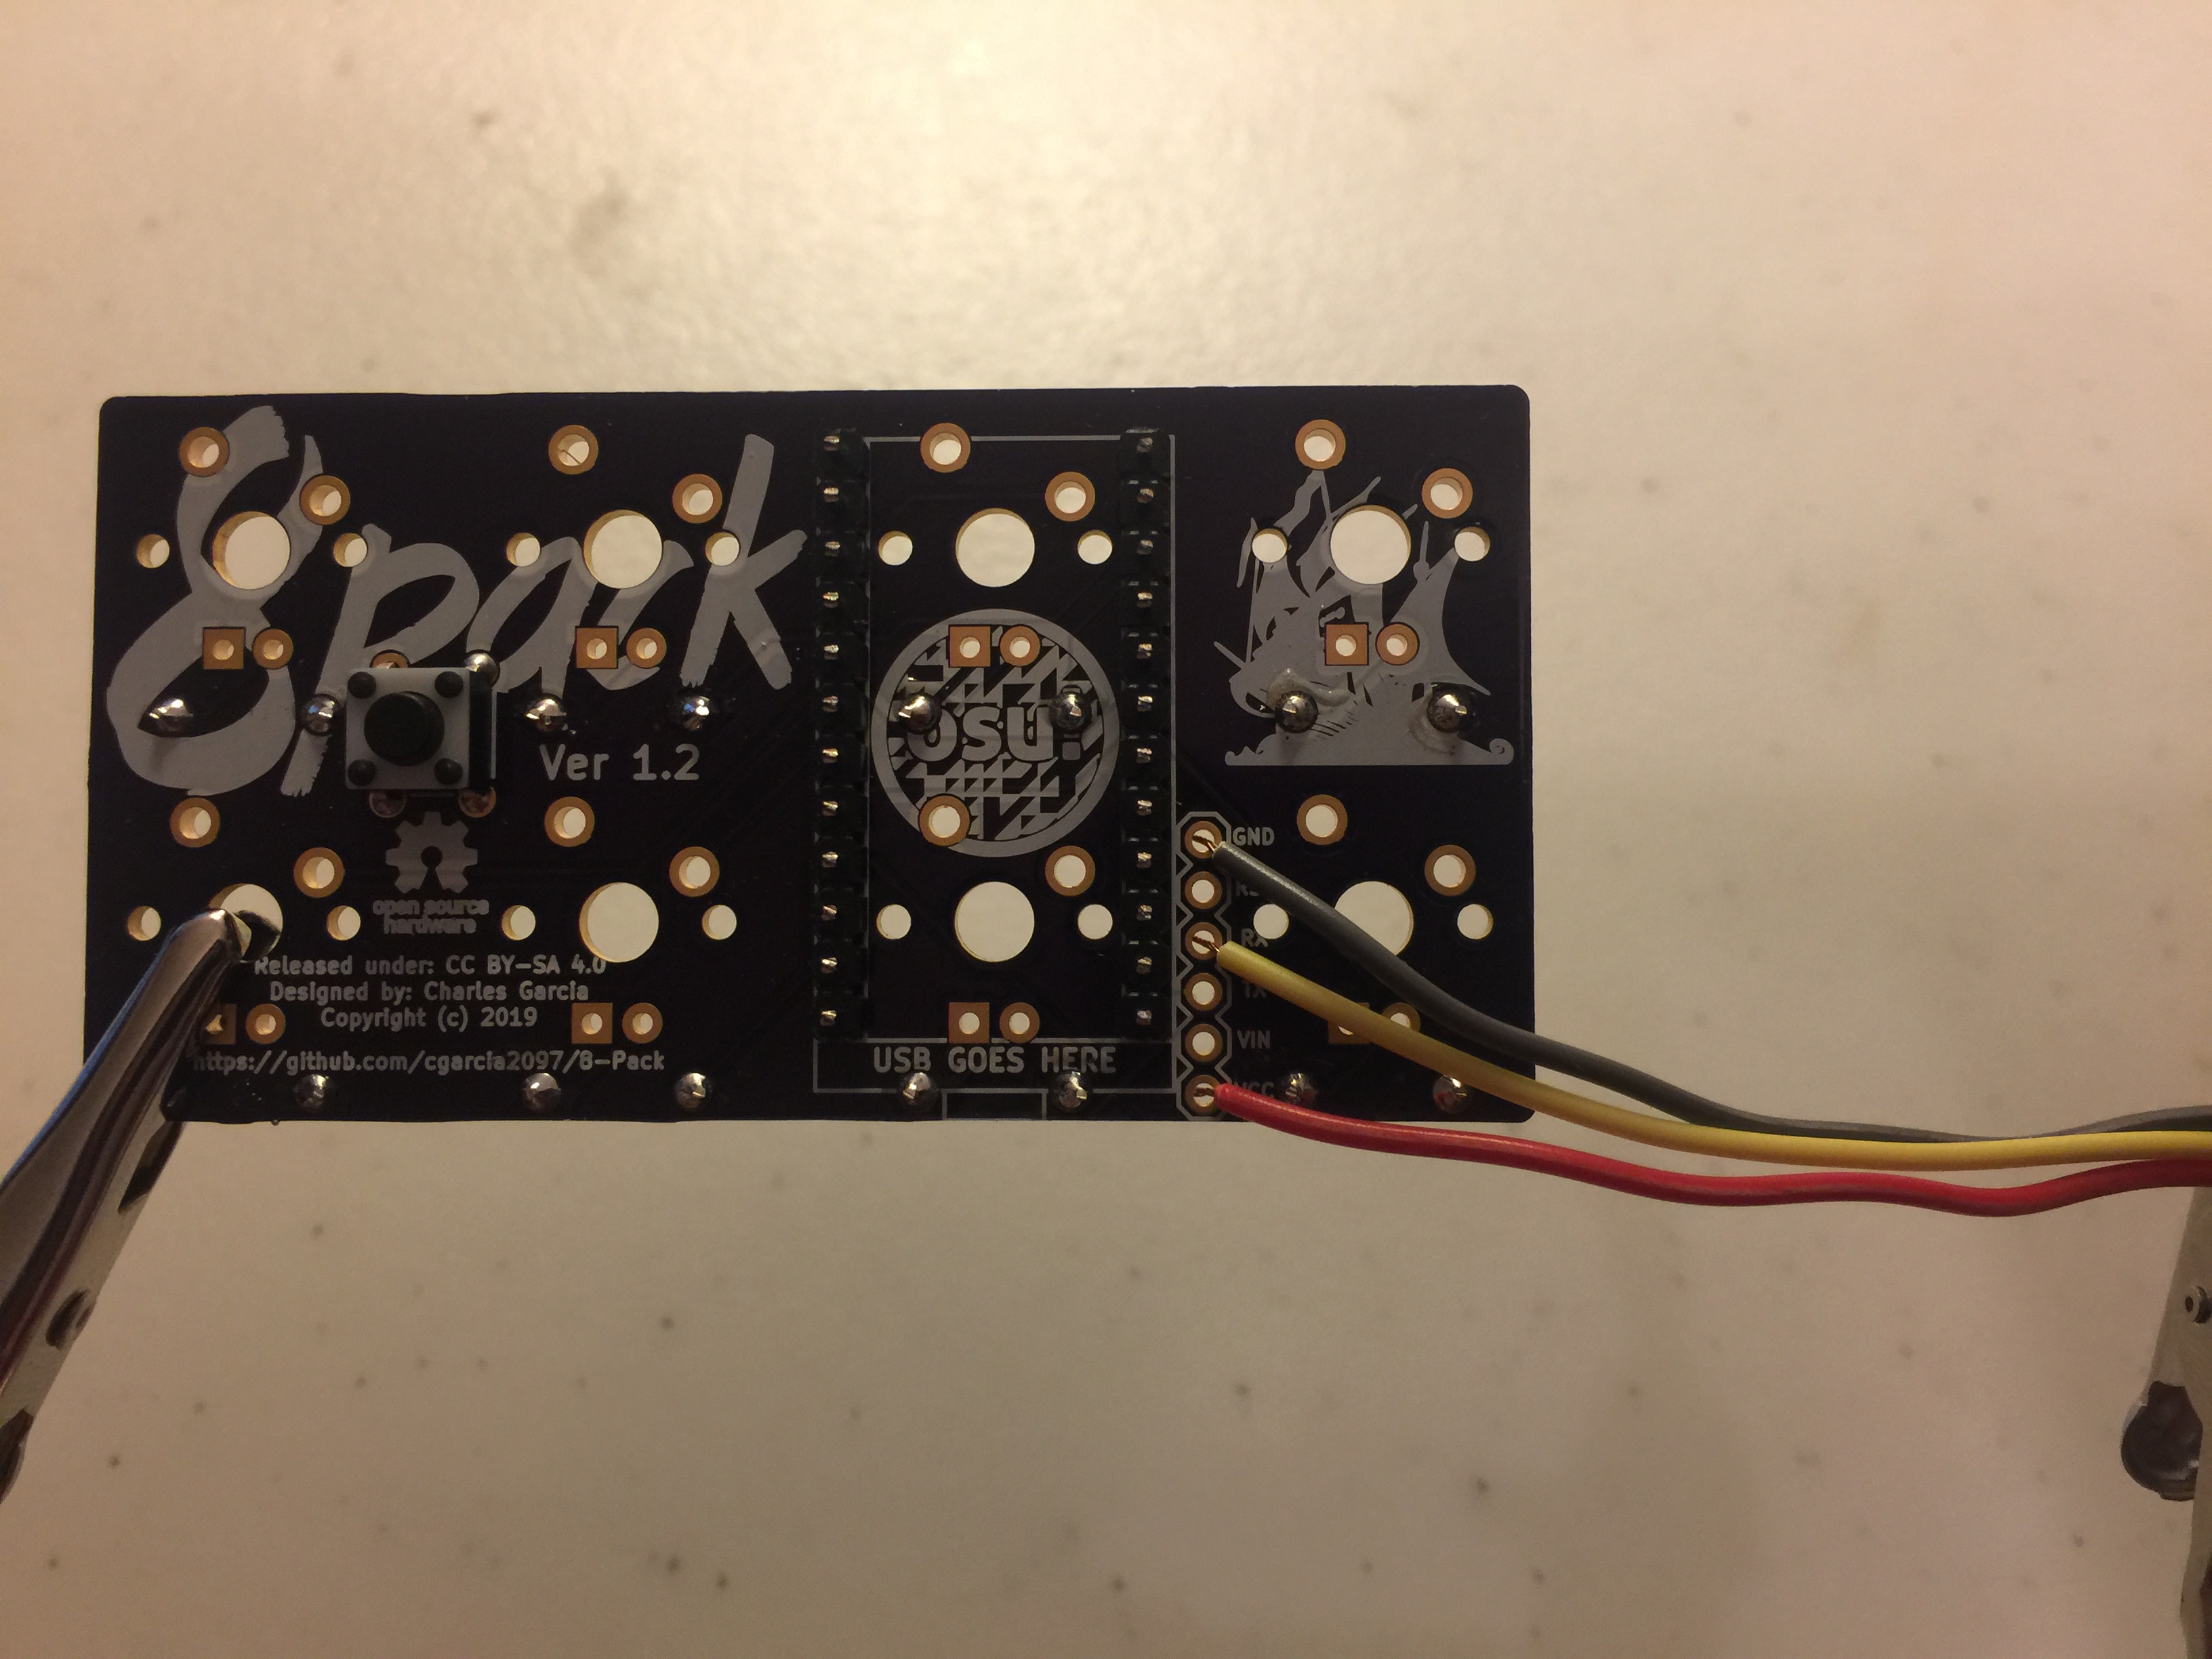 8pack
Ver 1.2
osu!
GND
RX
TX
VIN
VCC
open source
hardware
Released under: CC BY-SA 4.0
Designed by: Charles Garcia
Copyright (c) 2019
https://github.com/cgarcia2097/8-Pack
USB GOES HERE